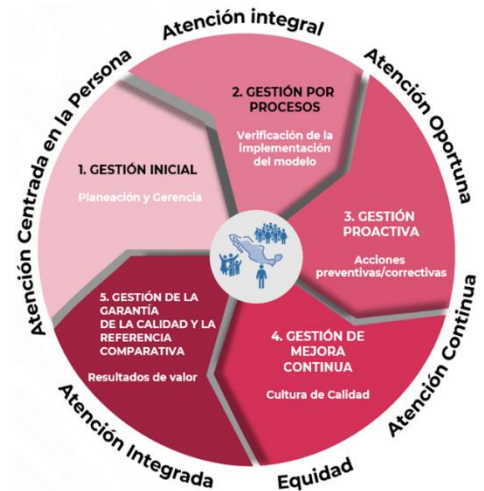 Atención integral
Atención Oportuna
Atención Continua
Equidad
Atención Integrada
Atención Centrada en la Persona
1. GESTIÓN INICIAL
Planeación y Gerencia
2. GESTIÓN POR
PROCESOS
Verificación de la
implementación
del modelo
3. GESTIÓN
PROACTIVA
Acciones
preventivas/correctivas
4. GESTIÓN DE
MEJORA
CONTINUA
Cultura de Calidad
5. GESTIÓN DE LA
GARANTÍA
DE LA CALIDAD Y LA
REFERENCIA
COMPARATIVA
Resultados de valor